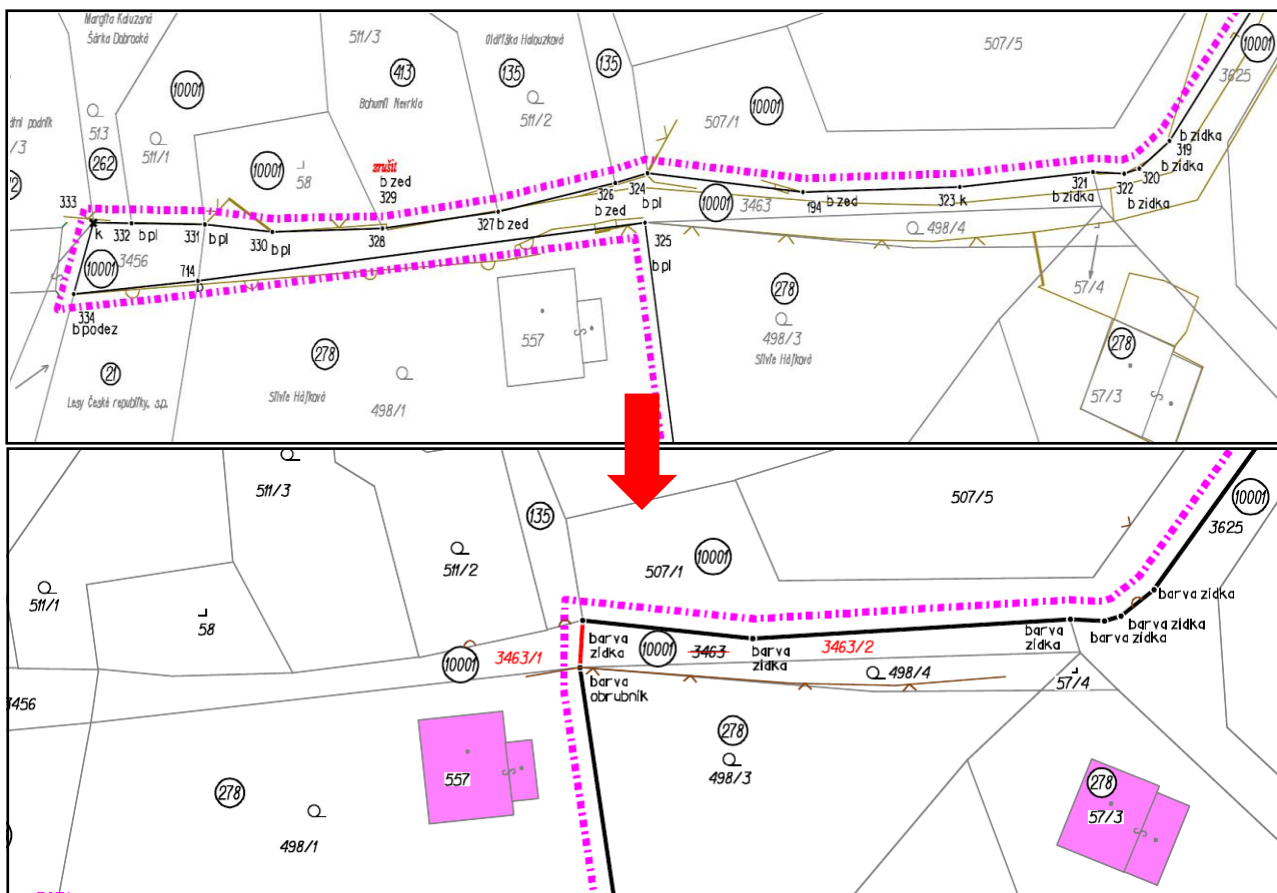 Margita Kaluzsná
Šárka Dobrocká
10001
262
513
511/1
511/3
413
Bohumil Nevrkla
Oldřiška Halouzková
135
511/2
135
10001
507/1
507/5
10001
3625
10001
58
zrušit
b zed
329
333
k
332
b pl
331
b pl
330
b pl
328
327 b zed
326
b zed
324
b pl
10001
3463
194
b zed
323 k
321
b zídka
322
b zídka
320
b zídka
319
b zídka
10001
3456
714
334
b podez
325
b pl
498/4
57/4
21
Lesy České republiky, s.p.
278
Silvie Hájková
498/1
557
278
498/3
Silvie Hájková
278
57/3
511/3
135
507/5
10001
3625
511/1
58
511/2
507/1
10001
barva zídka
barva zídka
barva
zídka
10001
3463/1
barva
zídka
10001
3463
barva
zídka
3463/2
barva
zídka
barva
obrubník
498/4
57/4
3456
278
498/1
557
278
498/3
278
57/3